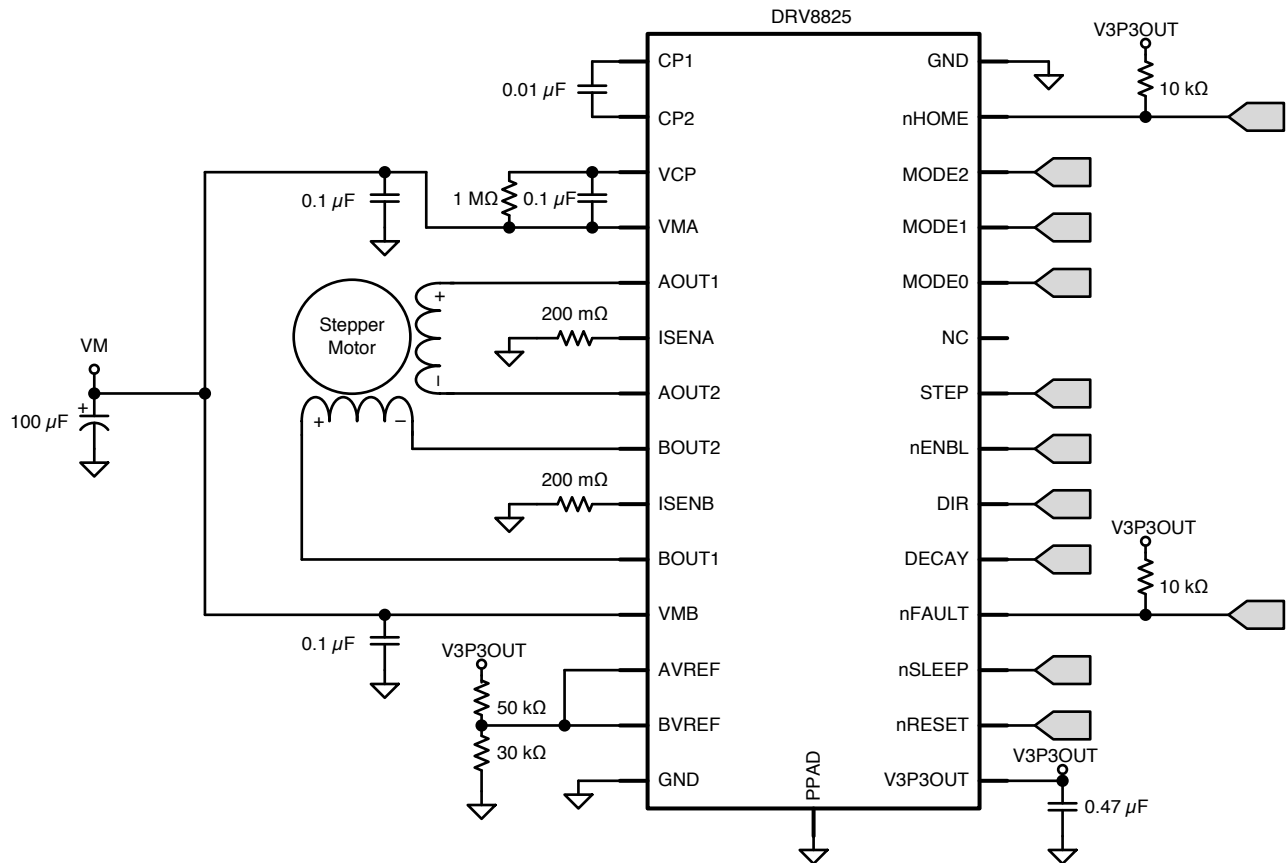 DRV8825
CP1
CP2
VCP
VMA
AOUT1
ISENA
AOUT2
BOUT2
ISENB
BOUT1
VMB
AVREF
BVREF
GND
PPAD
GND
nHOME
MODE2
MODE1
MODE0
NC
STEP
nENBL
DIR
DECAY
nFAULT
nSLEEP
nRESET
V3P3OUT
0.01 µF
0.1 µF
1 MΩ
0.1 µF
Stepper
Motor
+
–
+
–
200 mΩ
200 mΩ
VM
+
100 µF
0.1 µF
V3P3OUT
50 kΩ
30 kΩ
V3P3OUT
10 kΩ
V3P3OUT
10 kΩ
V3P3OUT
0.47 µF